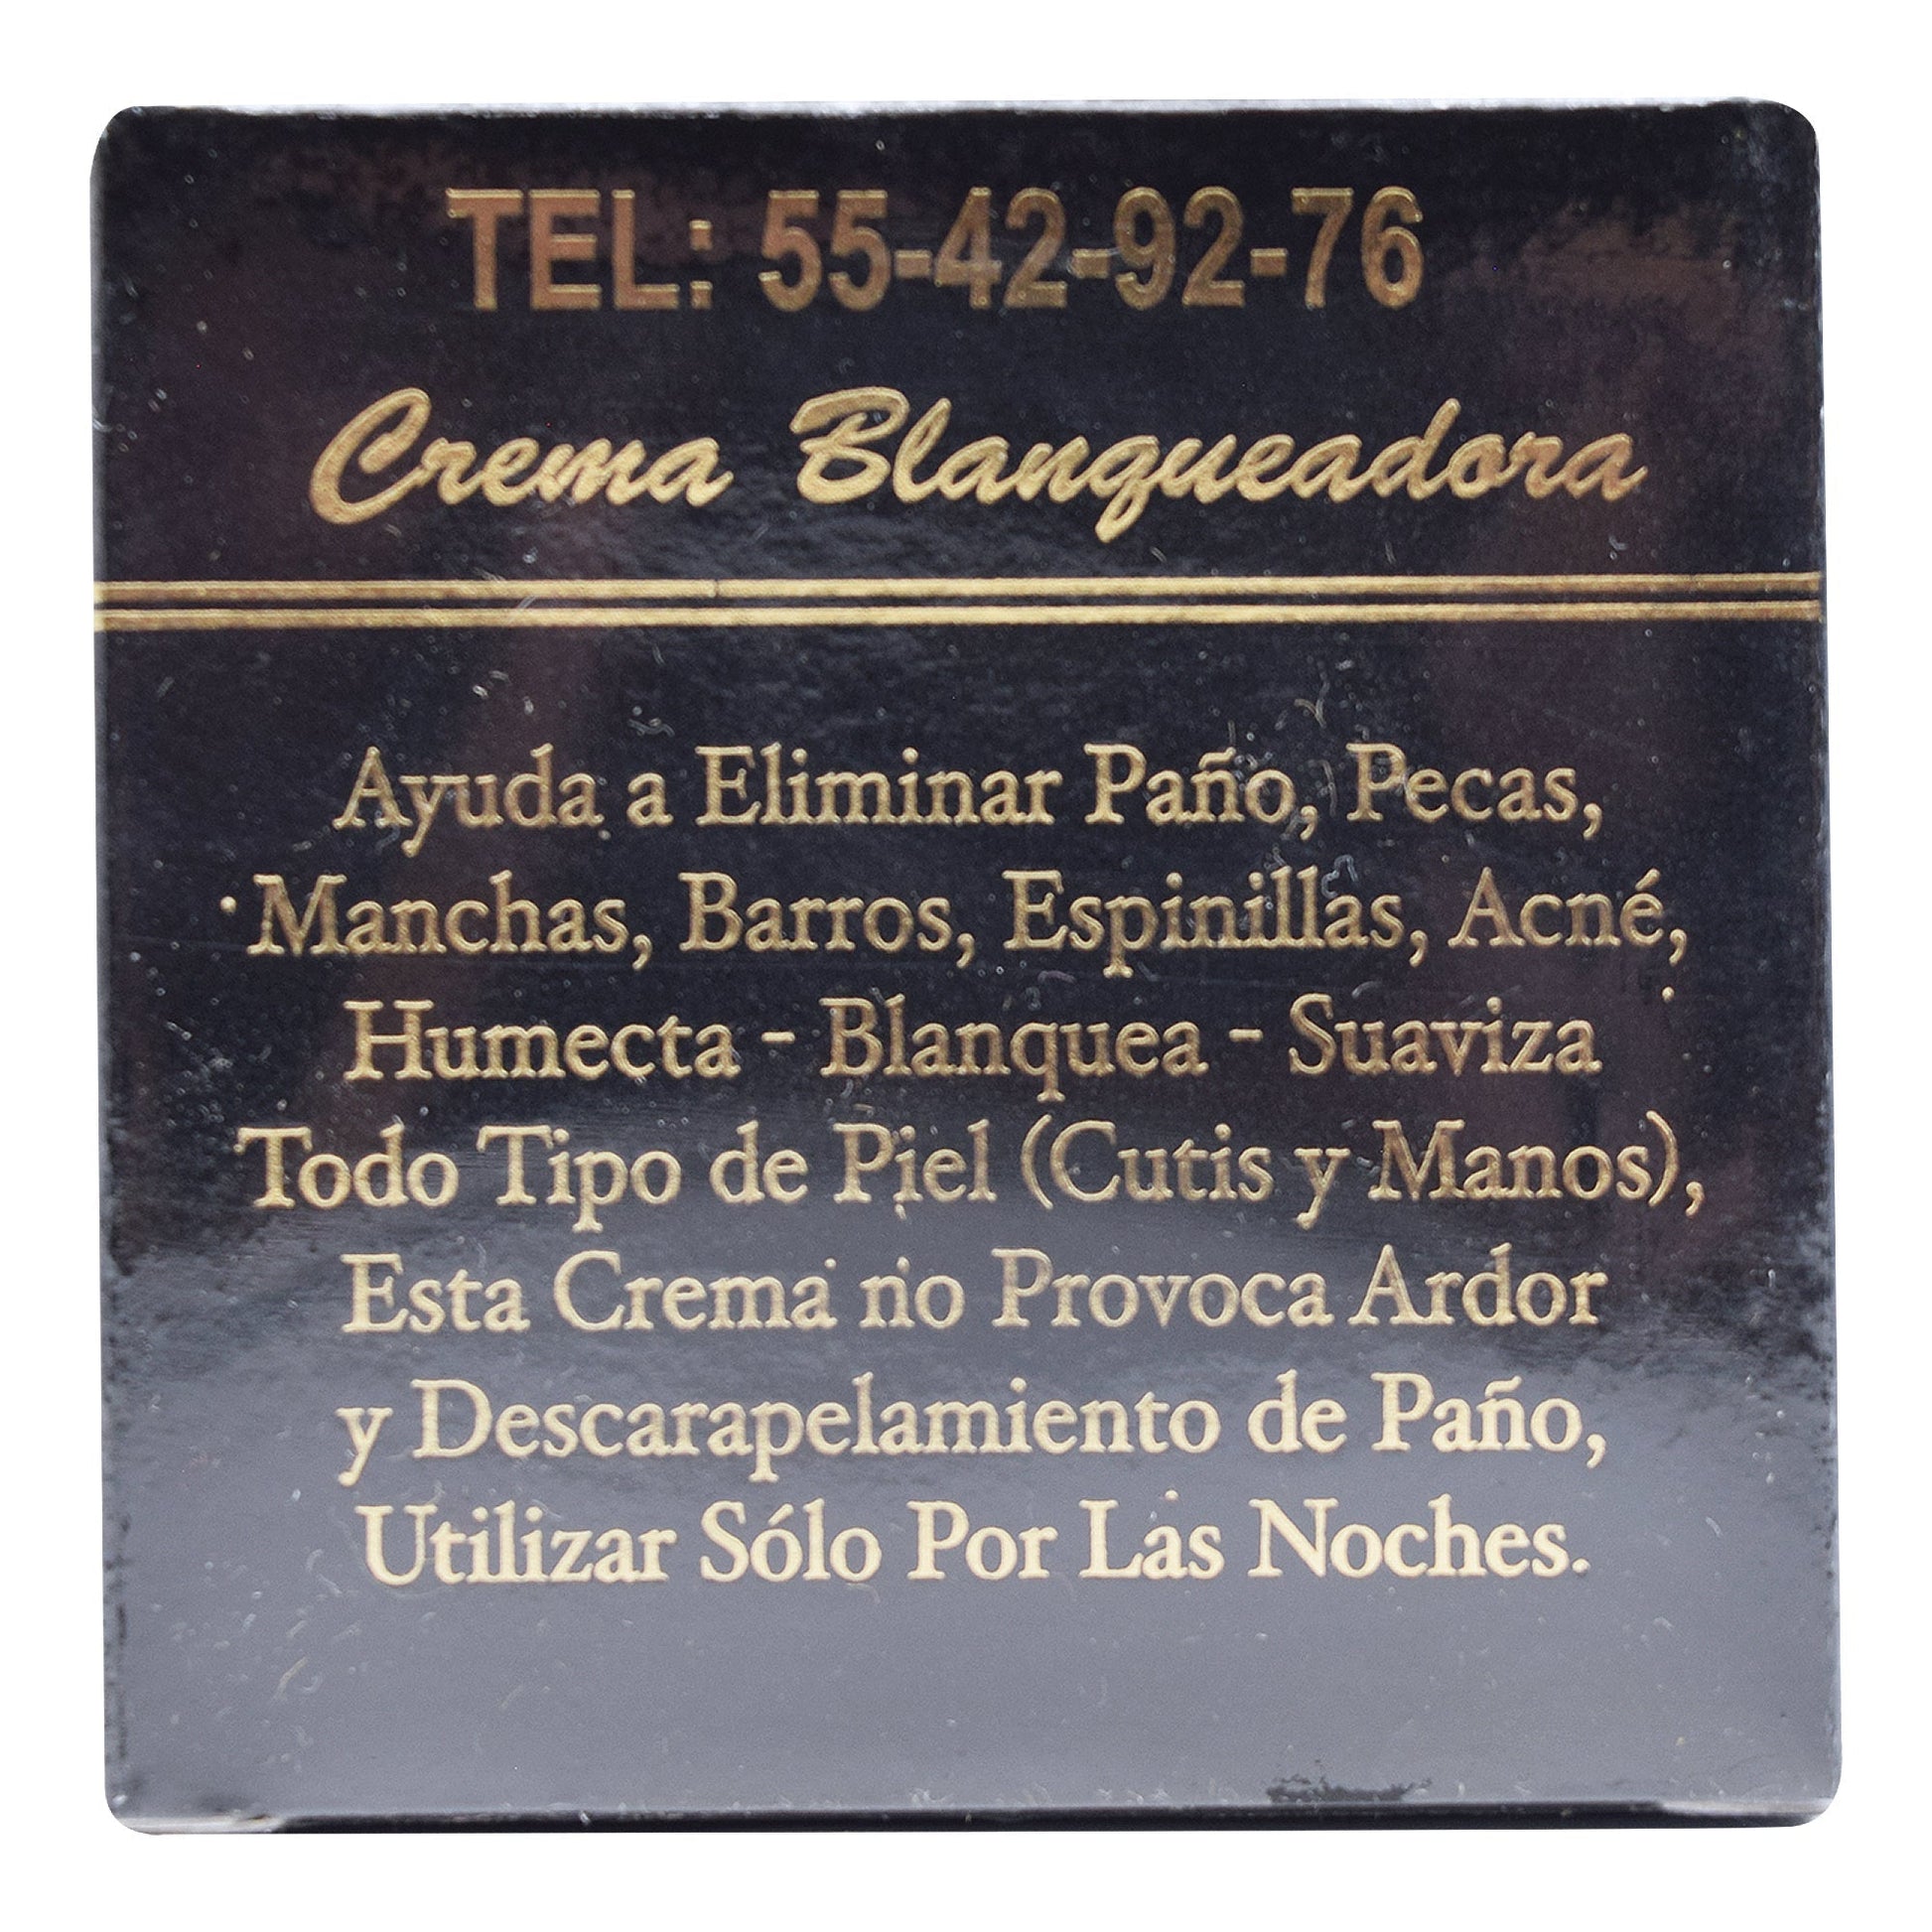 TEL: 55-42-92-76
Crema Blanqueadora
Ayuda a Eliminar Paño, Pecas,
Manchas, Barros, Espinillas, Acné,
Humecta - Blanquea - Suaviza
Todo Tipo de Piel (Cutis y Manos),
Esta Crema no Provoca Ardor
y Descarapelamiento de Paño,
Utilizar Sólo Por Las Noches.